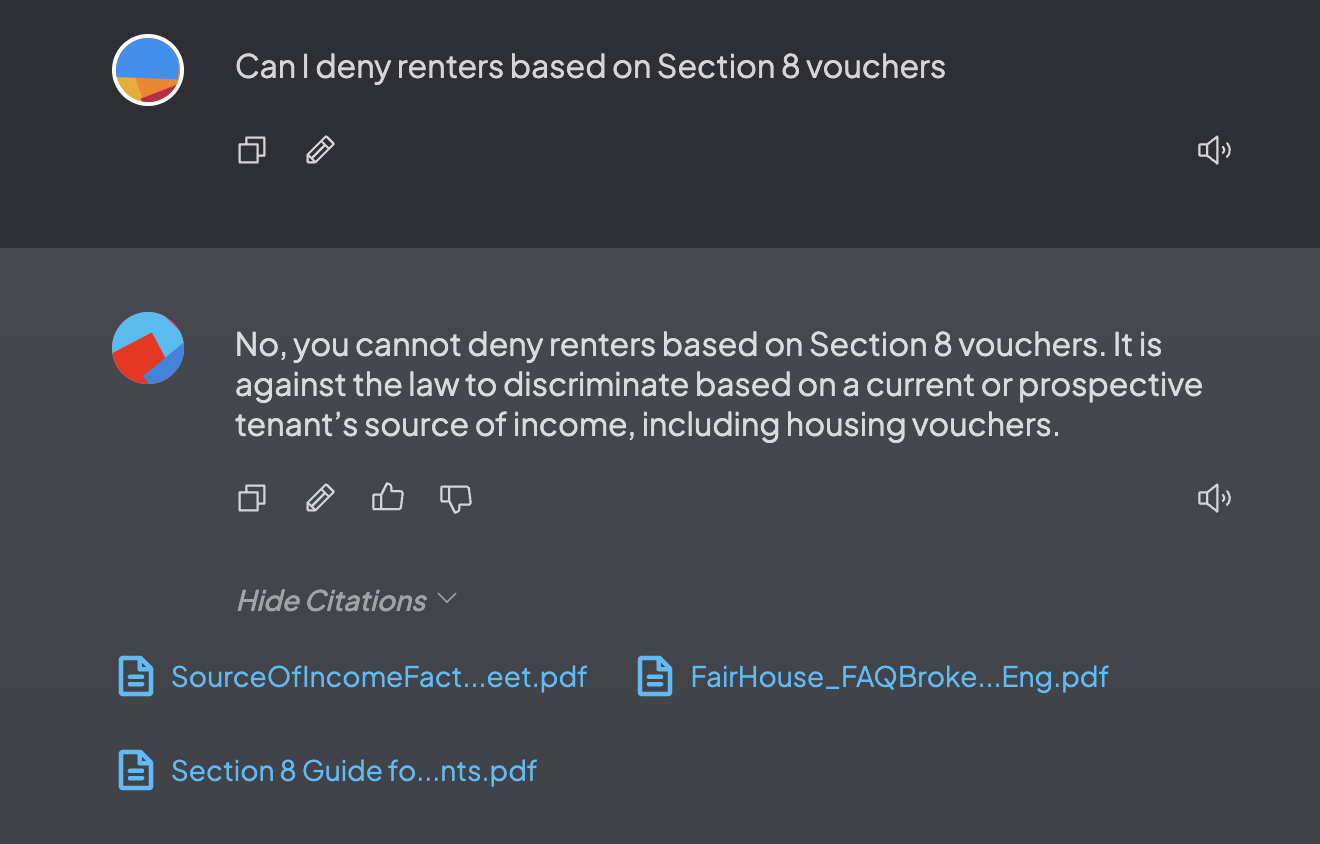 Can I deny renters based on Section 8 vouchers
No, you cannot deny renters based on Section 8 vouchers. It is
against the law to discriminate based on a current or prospective
tenant’s source of income, including housing vouchers.
Hide Citations
SourceOfIncomeFact...eet.pdf FairHouse_FAQBroke...Eng.pdf
Section 8 Guide fo...nts.pdf